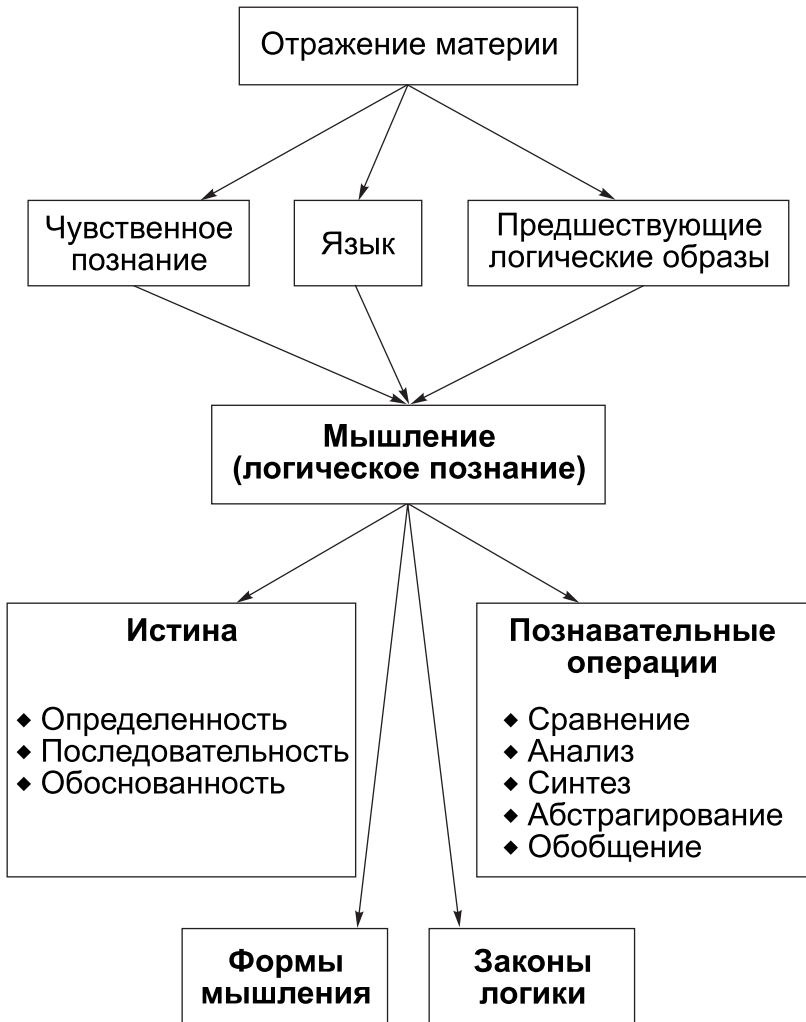 Отражение материи
Чувственное
познание
Язык
Предшествующие
логические образы
Мышление
(логическое познание)
Истина
◆ Определенность
◆ Последовательность
◆ Обоснованность
Познавательные
операции
◆ Сравнение
◆ Анализ
◆ Синтез
◆ Абстрагирование
◆ Обобщение
Формы
мышления
Законы
логики